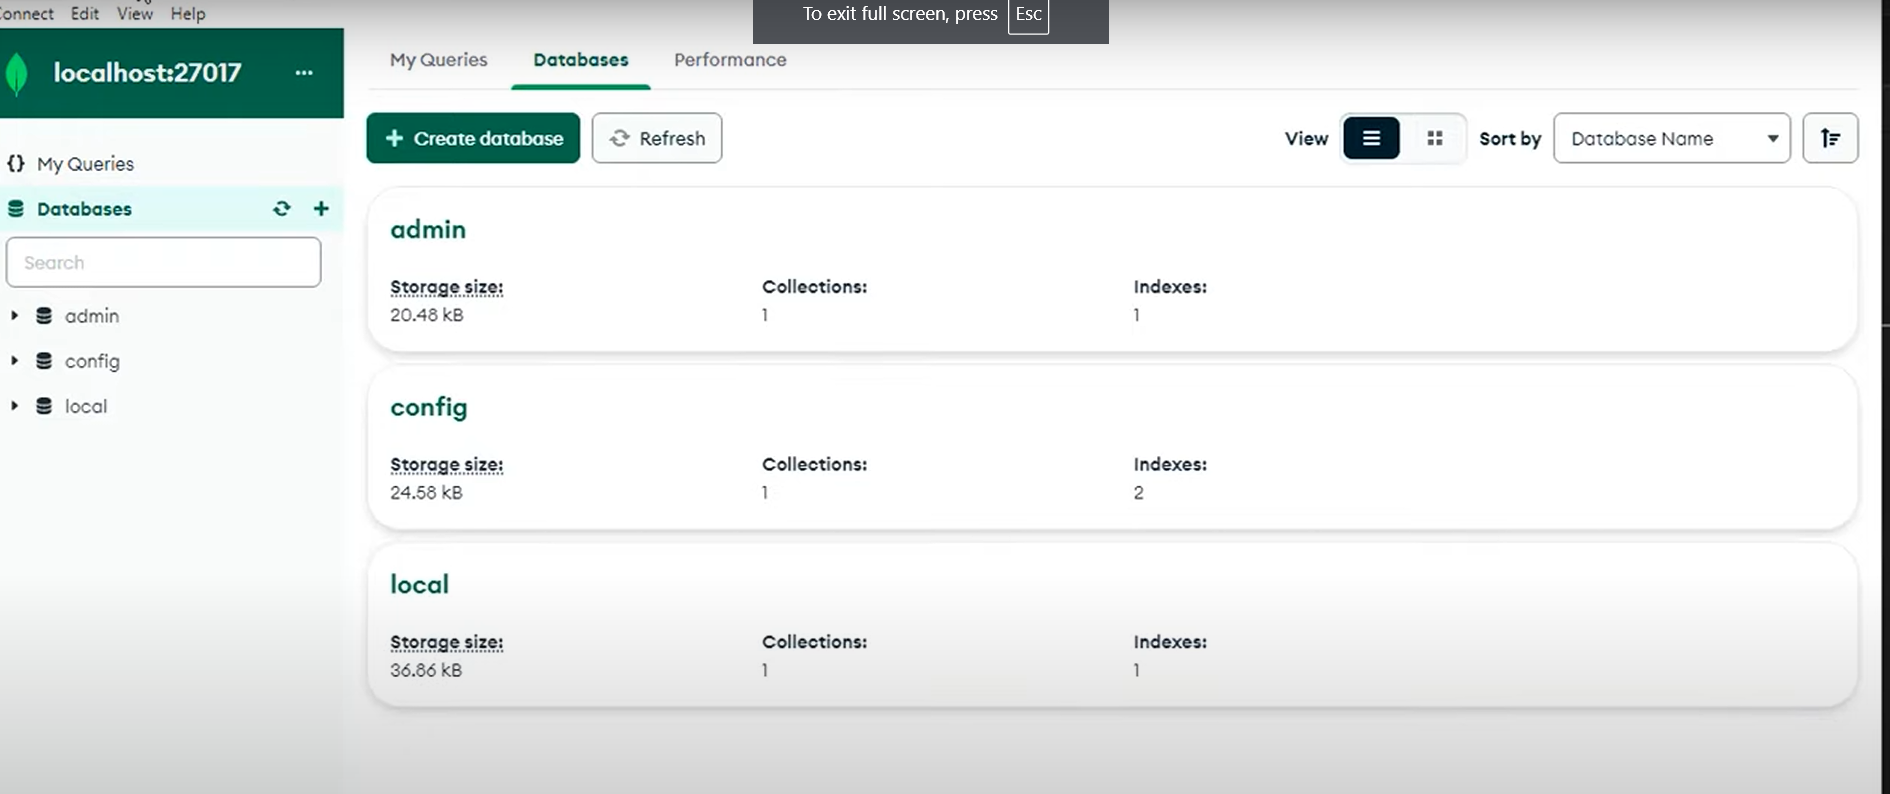 Connect Edit View Help
To exit full screen, press Esc
localhost:27017 ...
My Queries Databases Performance
+ Create database Refresh
View Sort by Database Name
{} My Queries
Databases +
Search
admin
config
local
admin
Storage size: Collections: Indexes:
20.48 kB 1 1
config
Storage size: Collections: Indexes:
24.58 kB 1 2
local
Storage size: Collections: Indexes:
36.86 kB 1 1